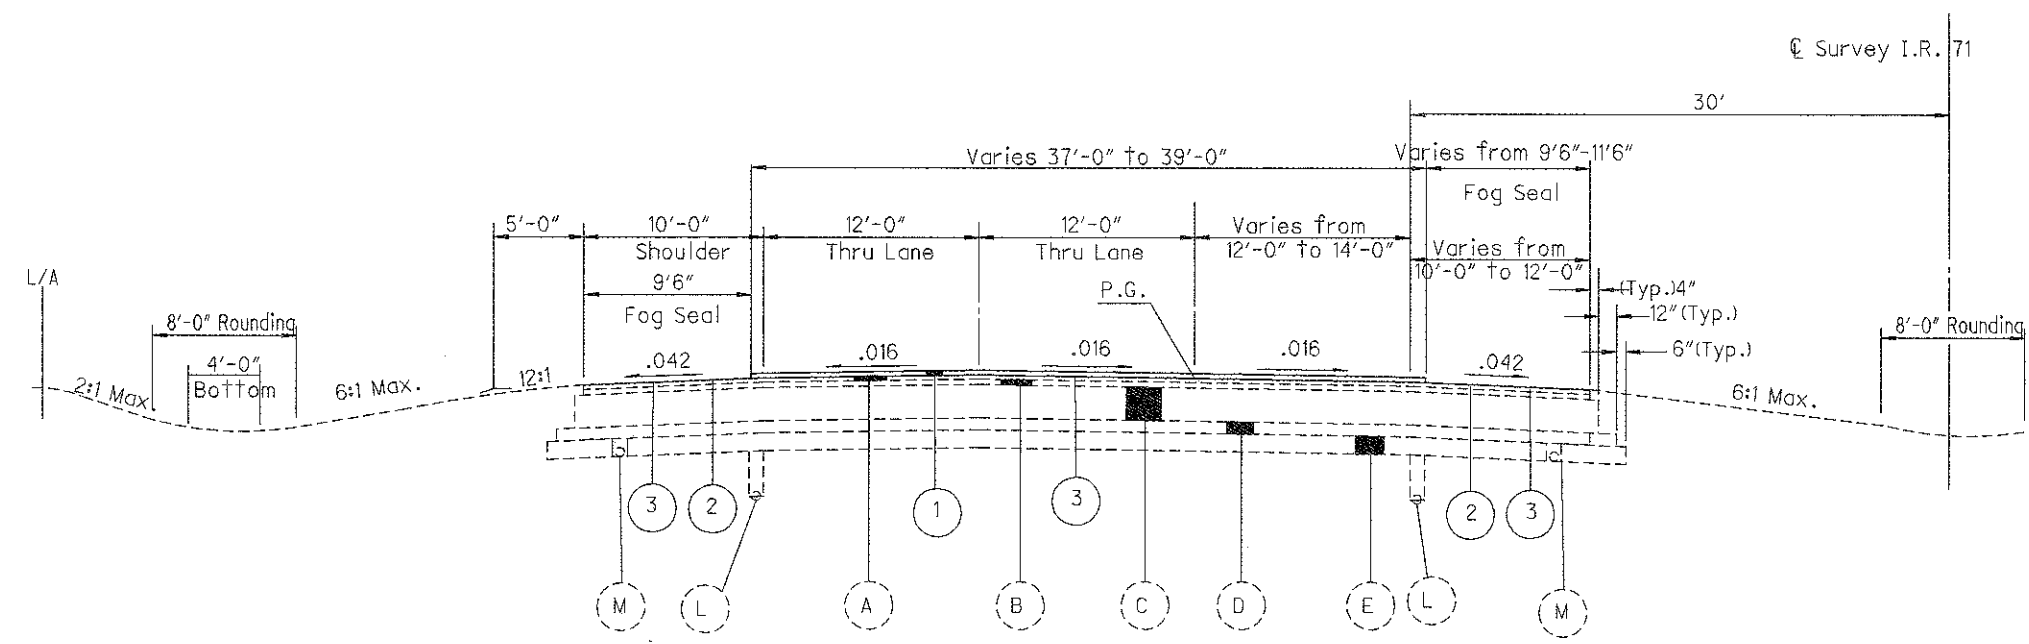 ℄ Survey I.R. 71
30'
Varies 37'-0" to 39'-0"
Varies from 9'6"-11'6"
Fog Seal
5'-0"
10'-0"
Shoulder
12'-0"
Thru Lane
12'-0"
Thru Lane
Varies from
12'-0" to 14'-0"
Varies from
10'-0" to 12'-0"
L/A
9'6"
Fog Seal
P.G.
(Typ.)4"
12"(Typ.)
6"(Typ.)
8'-0" Rounding
8'-0" Rounding
4'-0"
Bottom
2:1 Max.
6:1 Max.
12:1
.042
.016
.016
.016
.042
6:1 Max.
3
2
1
3
2
3
M
L
A
B
C
D
E
L
M